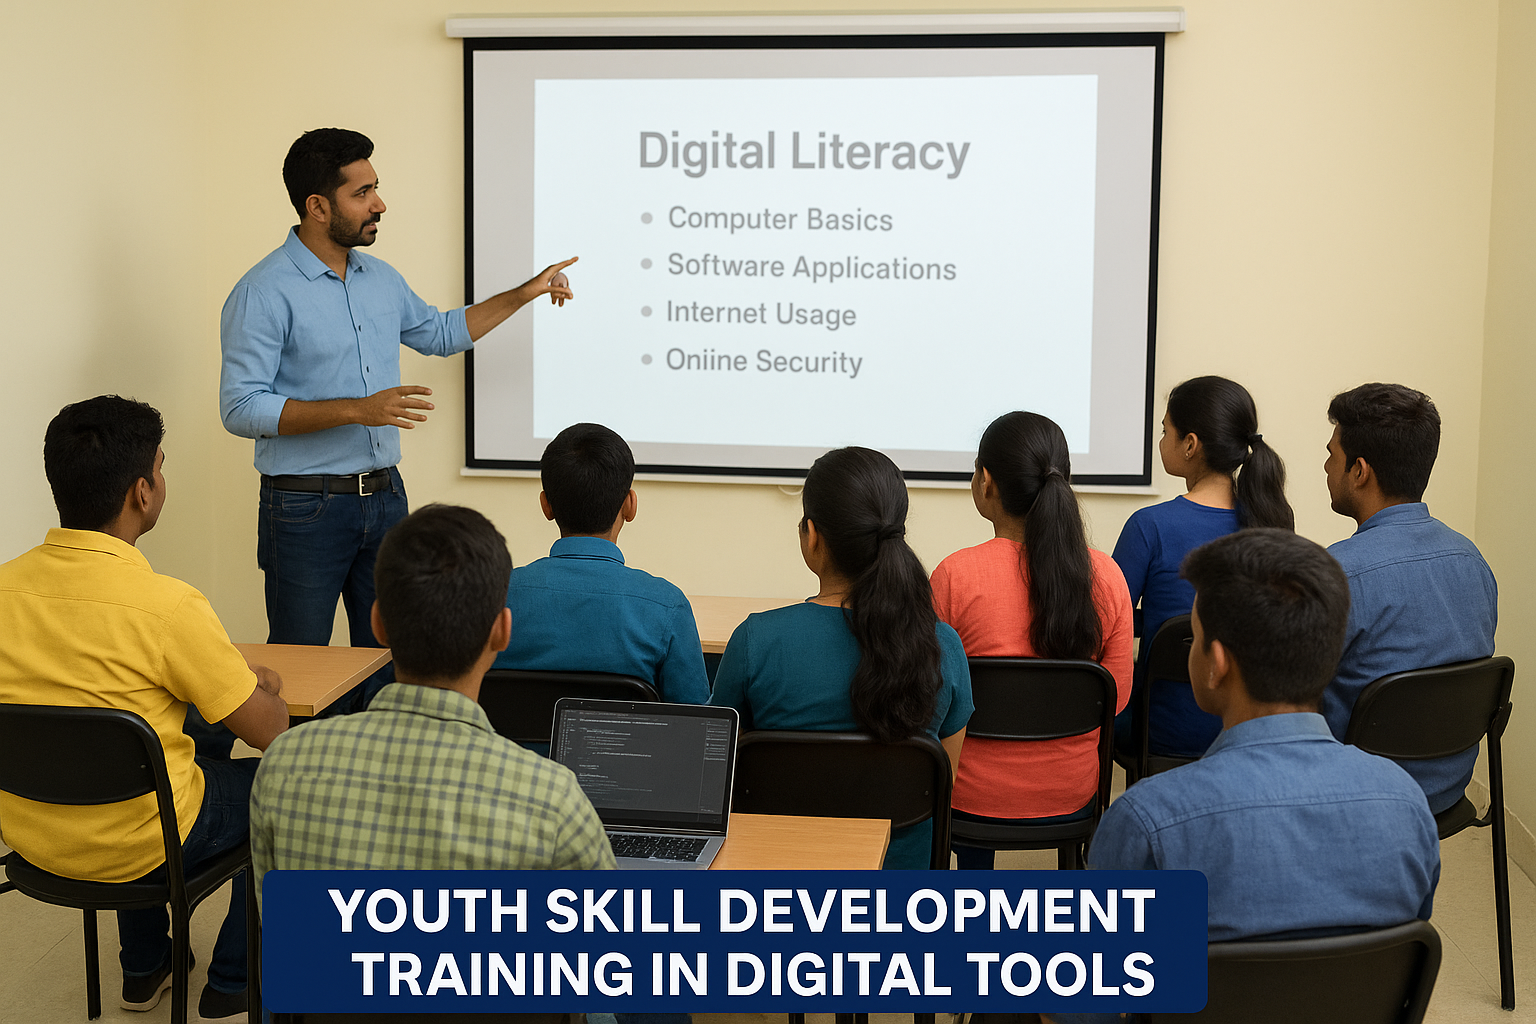 Digital Literacy
• Computer Basics
• Software Applications
• Internet Usage
• Oniine Security
YOUTH SKILL DEVELOPMENT
TRAINING IN DIGITAL TOOLS